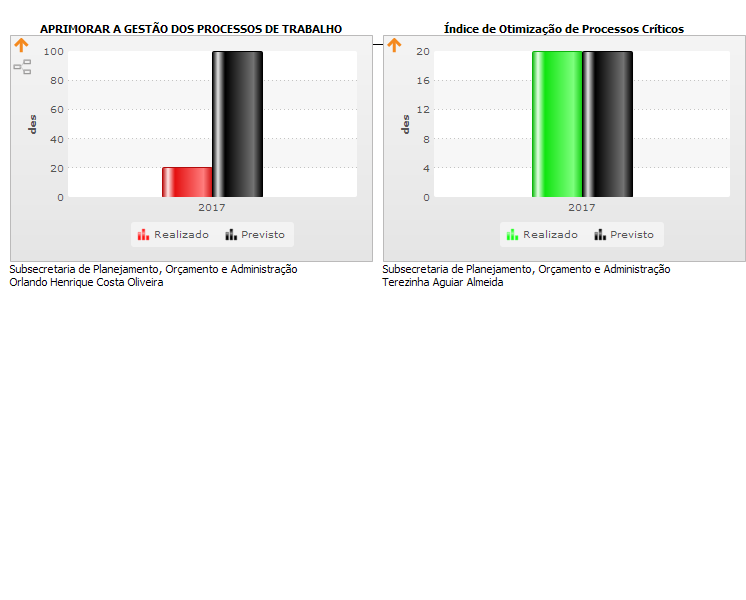 APRIMORAR A GESTÃO DOS PROCESSOS DE TRABALHO
100
80
60
40
20
0
des
2017
Realizado Previsto
Subsecretaria de Planejamento, Orçamento e Administração
Orlando Henrique Costa Oliveira
Índice de Otimização de Processos Críticos
20
16
12
8
4
0
des
2017
Realizado Previsto
Subsecretaria de Planejamento, Orçamento e Administração
Terezinha Aguiar Almeida